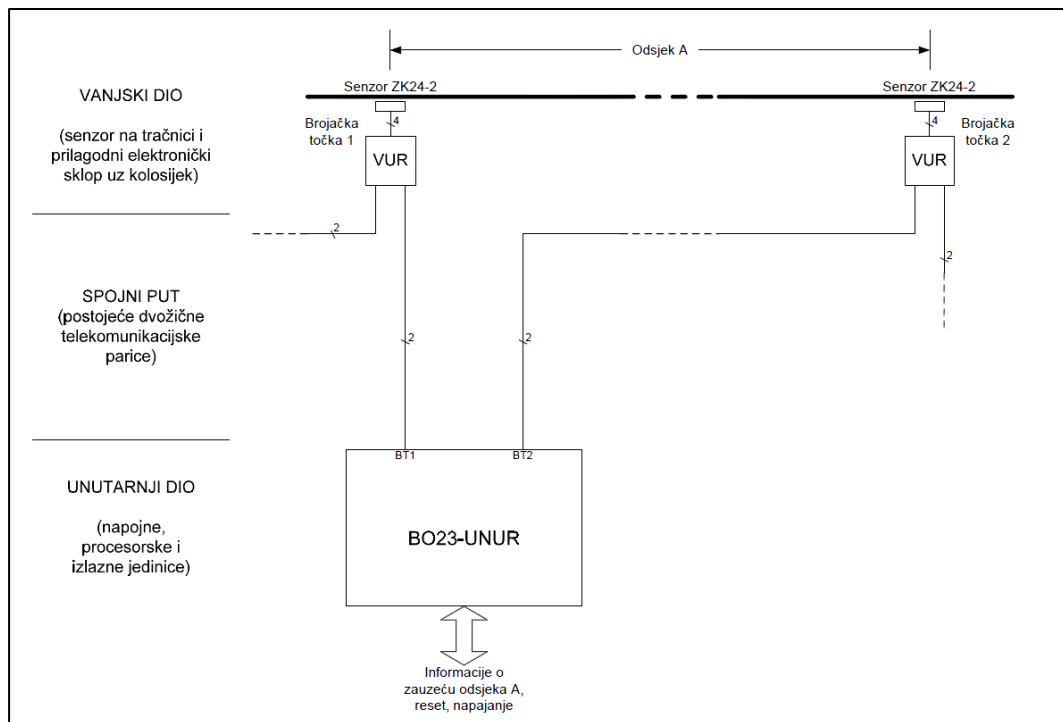 Odsjek A
VANJSKI DIO
(senzor na tračnici i
prilagodni elektronički
sklop uz kolosijek)
Senzor ZK24-2
4
Brojačka
točka 1
VUR
2
2
Senzor ZK24-2
4
Brojačka
točka 2
VUR
2
2
SPOJNI PUT
(postojeće dvožične
telekomunikacijske
parice)
UNUTARNJI DIO
(napojne,
procesorske i
izlazne jedinice)
BT1
BT2
BO23-UNUR
Informacije o
zauzeću odsjeka A,
reset, napajanje